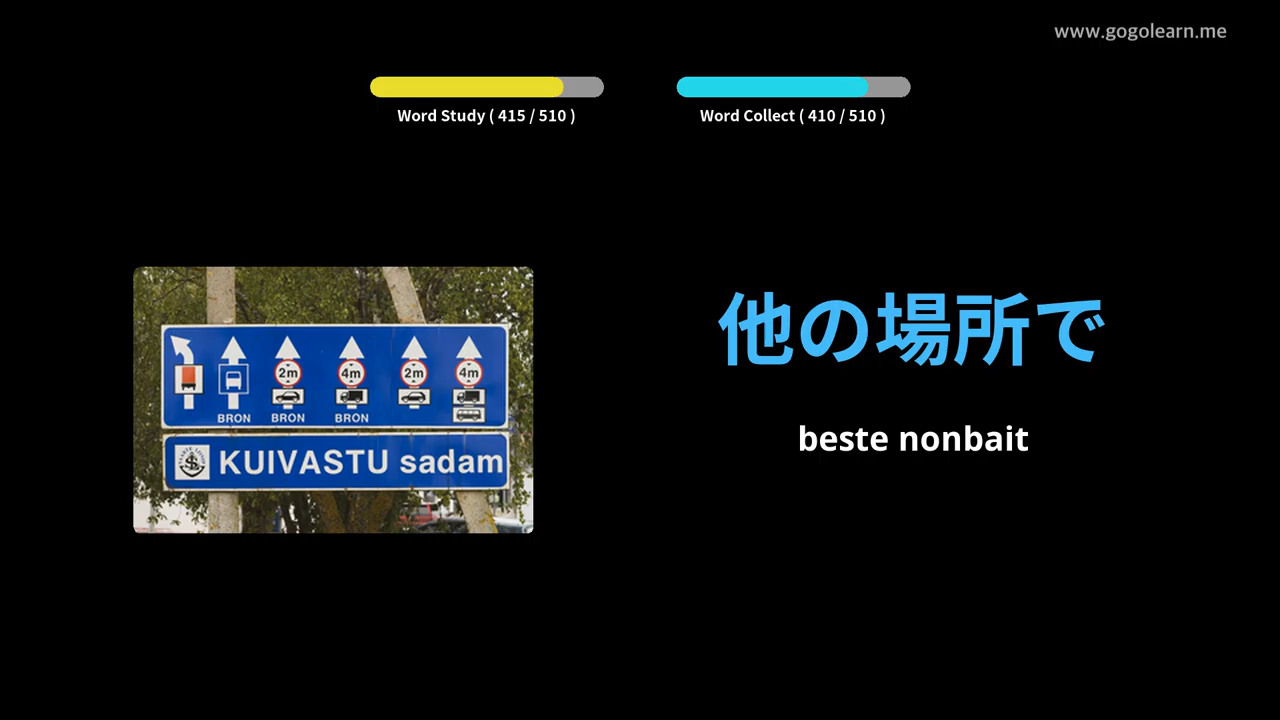 www.gogolearn.me
Word Study ( 415 / 510 )
Word Collect ( 410 / 510 )
2m 4m 2m 4m
BRON BRON BRON
KUIVASTU sadam
他の場所で
beste nonbait